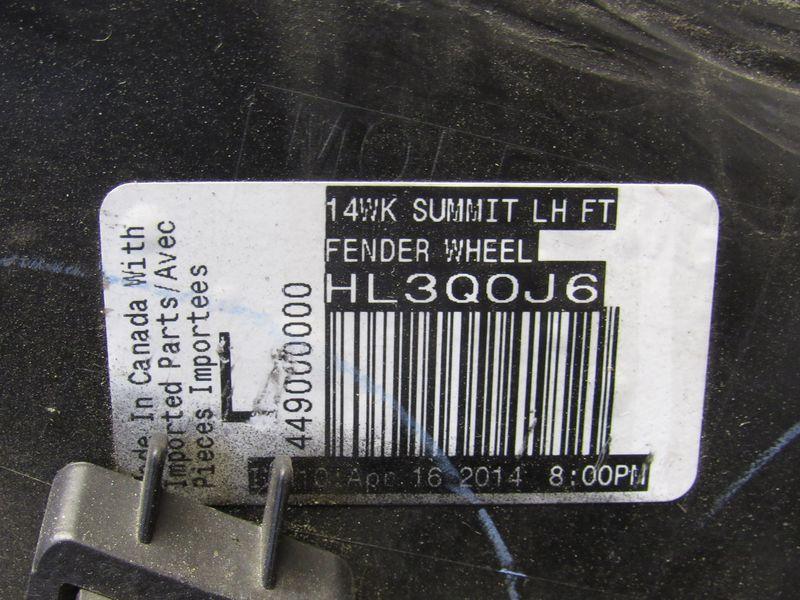 14WK SUMMIT LH FT
FENDER WHEEL
HL3Q0J6
Apr 16 2014 8:00PM
449000000
In Canada With
Imported Parts/Avec
Pieces Importees